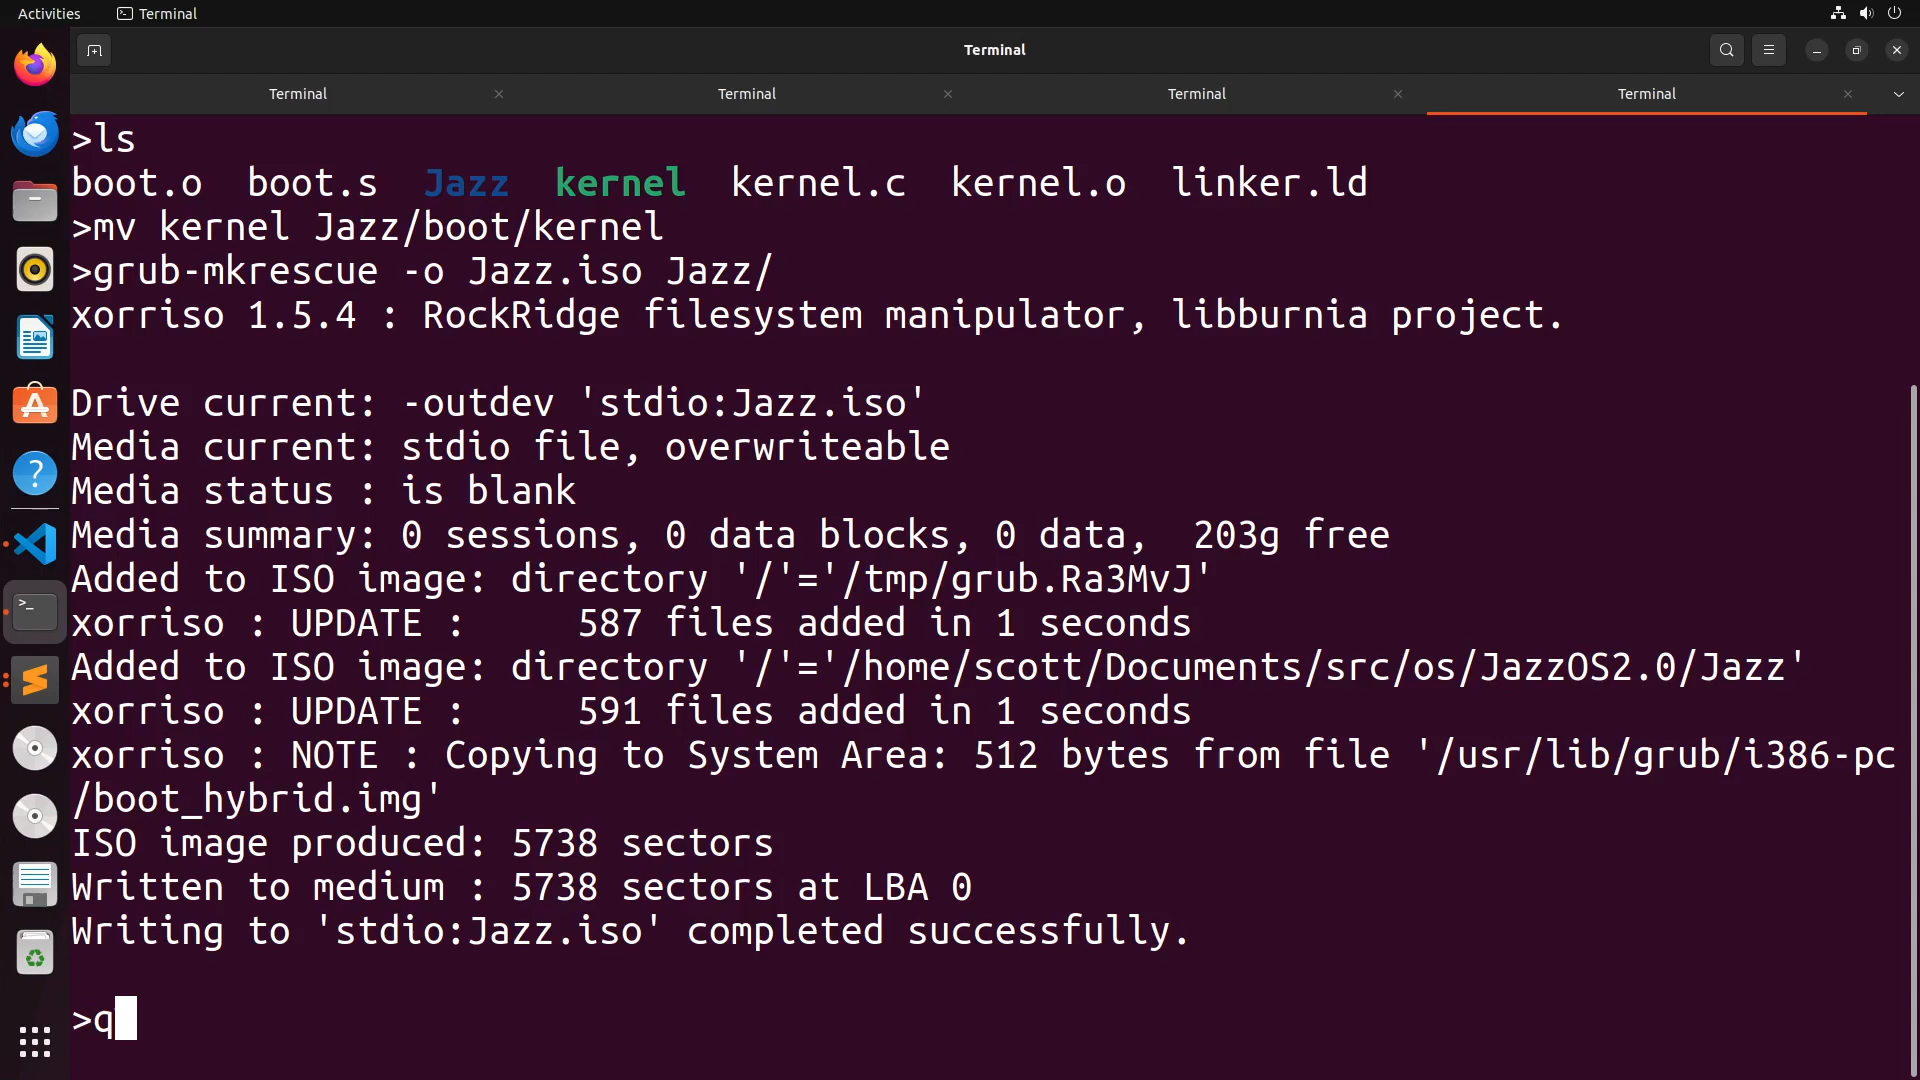 Activities Terminal
Terminal
Terminal Terminal Terminal Terminal
>ls
boot.o  boot.s  Jazz  kernel  kernel.c  kernel.o  linker.ld
>mv kernel Jazz/boot/kernel
>grub-mkrescue -o Jazz.iso Jazz/
xorriso 1.5.4 : RockRidge filesystem manipulator, libburnia project.
Drive current: -outdev 'stdio:Jazz.iso'
Media current: stdio file, overwriteable
Media status : is blank
Media summary: 0 sessions, 0 data blocks, 0 data,  203g free
Added to ISO image: directory '/'='/tmp/grub.Ra3MvJ'
xorriso : UPDATE :     587 files added in 1 seconds
Added to ISO image: directory '/'='/home/scott/Documents/src/os/JazzOS2.0/Jazz'
xorriso : UPDATE :     591 files added in 1 seconds
xorriso : NOTE : Copying to System Area: 512 bytes from file '/usr/lib/grub/i386-pc
/boot_hybrid.img'
ISO image produced: 5738 sectors
Written to medium : 5738 sectors at LBA 0
Writing to 'stdio:Jazz.iso' completed successfully.
>q